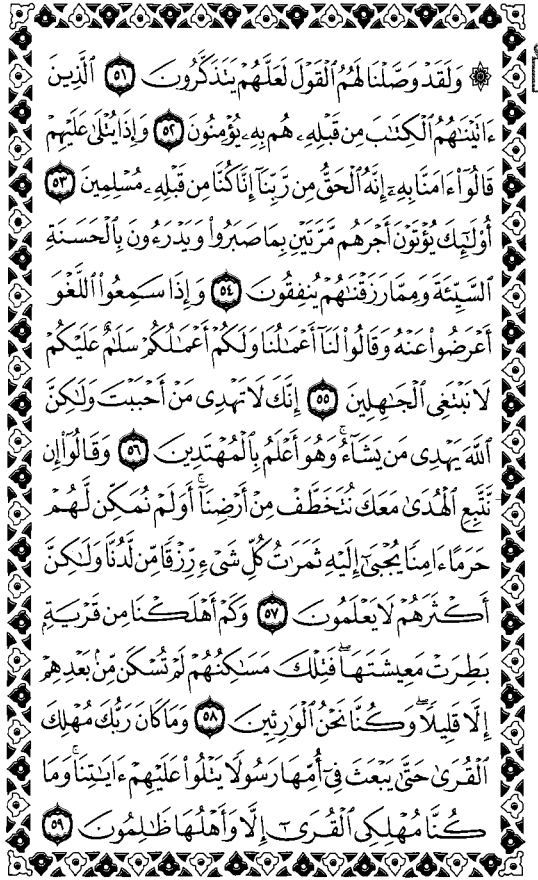 ۞ وَلَقَدْ وَصَّلْنَا لَهُمُ ٱلْقَوْلَ لَعَلَّهُمْ يَتَذَكَّرُونَ ٥١ ٱلَّذِينَ
ءَاتَيْنَـٰهُمُ ٱلْكِتَـٰبَ مِن قَبْلِهِۦ هُم بِهِۦ يُؤْمِنُونَ ٥٢ وَإِذَا يُتْلَىٰ عَلَيْهِمْ
قَالُوٓا۟ ءَامَنَّا بِهِۦٓ إِنَّهُ ٱلْحَقُّ مِن رَّبِّنَآ إِنَّا كُنَّا مِن قَبْلِهِۦ مُسْلِمِينَ ٥٣
أُو۟لَـٰٓئِكَ يُؤْتَوْنَ أَجْرَهُم مَّرَّتَيْنِ بِمَا صَبَرُوا۟ وَيَدْرَءُونَ بِٱلْحَسَنَةِ
ٱلسَّيِّئَةَ وَمِمَّا رَزَقْنَـٰهُمْ يُنفِقُونَ ٥٤ وَإِذَا سَمِعُوا۟ ٱللَّغْوَ
أَعْرَضُوا۟ عَنْهُ وَقَالُوا۟ لَنَآ أَعْمَـٰلُنَا وَلَكُمْ أَعْمَـٰلُكُمْ سَلَـٰمٌ عَلَيْكُمْ
لَا نَبْتَغِى ٱلْجَـٰهِلِينَ ٥٥ إِنَّكَ لَا تَهْدِى مَنْ أَحْبَبْتَ وَلَـٰكِنَّ
ٱللَّهَ يَهْدِى مَن يَشَآءُ ۚ وَهُوَ أَعْلَمُ بِٱلْمُهْتَدِينَ ٥٦ وَقَالُوٓا۟ إِن
نَّتَّبِعِ ٱلْهُدَىٰ مَعَكَ نُتَخَطَّفْ مِنْ أَرْضِنَآ ۚ أَوَلَمْ نُمَكِّن لَّهُمْ
حَرَمًا ءَامِنًا يُجْبَىٰٓ إِلَيْهِ ثَمَرَٰتُ كُلِّ شَىْءٍ رِّزْقًا مِّن لَّدُنَّا وَلَـٰكِنَّ
أَكْثَرَهُمْ لَا يَعْلَمُونَ ٥٧ وَكَمْ أَهْلَكْنَا مِن قَرْيَةٍۭ
بَطِرَتْ مَعِيشَتَهَا ۖ فَتِلْكَ مَسَـٰكِنُهُمْ لَمْ تُسْكَن مِّنۢ بَعْدِهِمْ
إِلَّا قَلِيلًا ۖ وَكُنَّا نَحْنُ ٱلْوَٰرِثِينَ ٥٨ وَمَا كَانَ رَبُّكَ مُهْلِكَ
ٱلْقُرَىٰ حَتَّىٰ يَبْعَثَ فِىٓ أُمِّهَا رَسُولًا يَتْلُوا۟ عَلَيْهِمْ ءَايَـٰتِنَا ۚ وَمَا
كُنَّا مُهْلِكِى ٱلْقُرَىٰٓ إِلَّا وَأَهْلُهَا ظَـٰلِمُونَ ٥٩